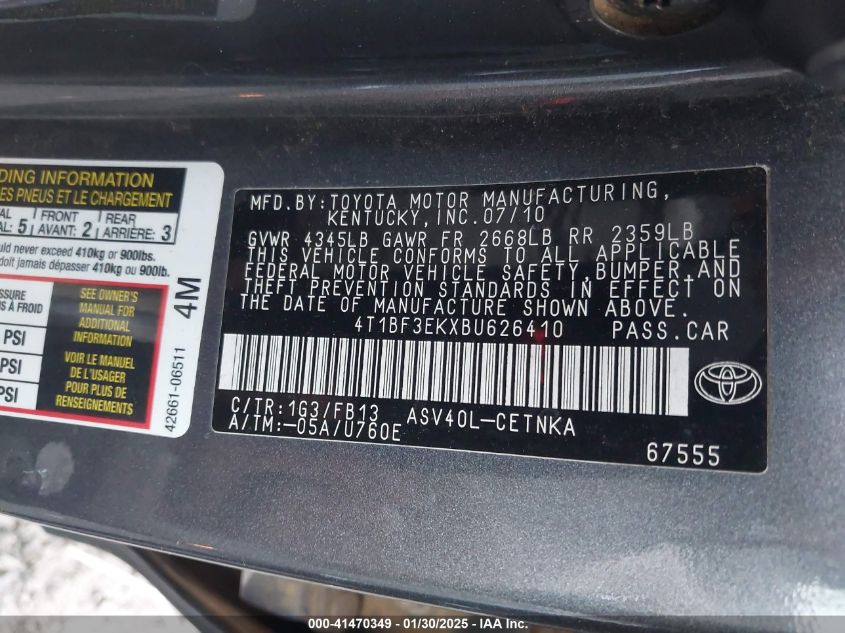 DING INFORMATION
ES PNEUS ET LE CHARGEMENT
AL 5 FRONT 2 REAR 3
AL: AVANT: ARRIÈRE:
uld never exceed 410kg or 900lbs.
doit jamais dépasser 410kg ou 900lb.
SSURE
S À FROID
PSI
PSI
PSI
SEE OWNER'S
MANUAL FOR
ADDITIONAL
INFORMATION
VOIR LE MANUEL
DE L'USAGER
POUR PLUS DE
RENSEIGNEMENTS
4M
42661-06511
MFD.BY:TOYOTA MOTOR MANUFACTURING,
KENTUCKY,INC.07/10
GVWR 4345LB GAWR FR 2668LB RR 2359LB
THIS VEHICLE CONFORMS TO ALL APPLICABLE
FEDERAL MOTOR VEHICLE SAFETY,BUMPER,AND
THEFT PREVENTION STANDARDS IN EFFECT ON
THE DATE OF MANUFACTURE SHOWN ABOVE.
4T1BF3EKXBU626410 PASS.CAR
C/TR:1G3/FB13 ASV40L-CETNKA
A/TM:-05A/U760E
67555
000-41470349 - 01/30/2025 - IAA Inc.